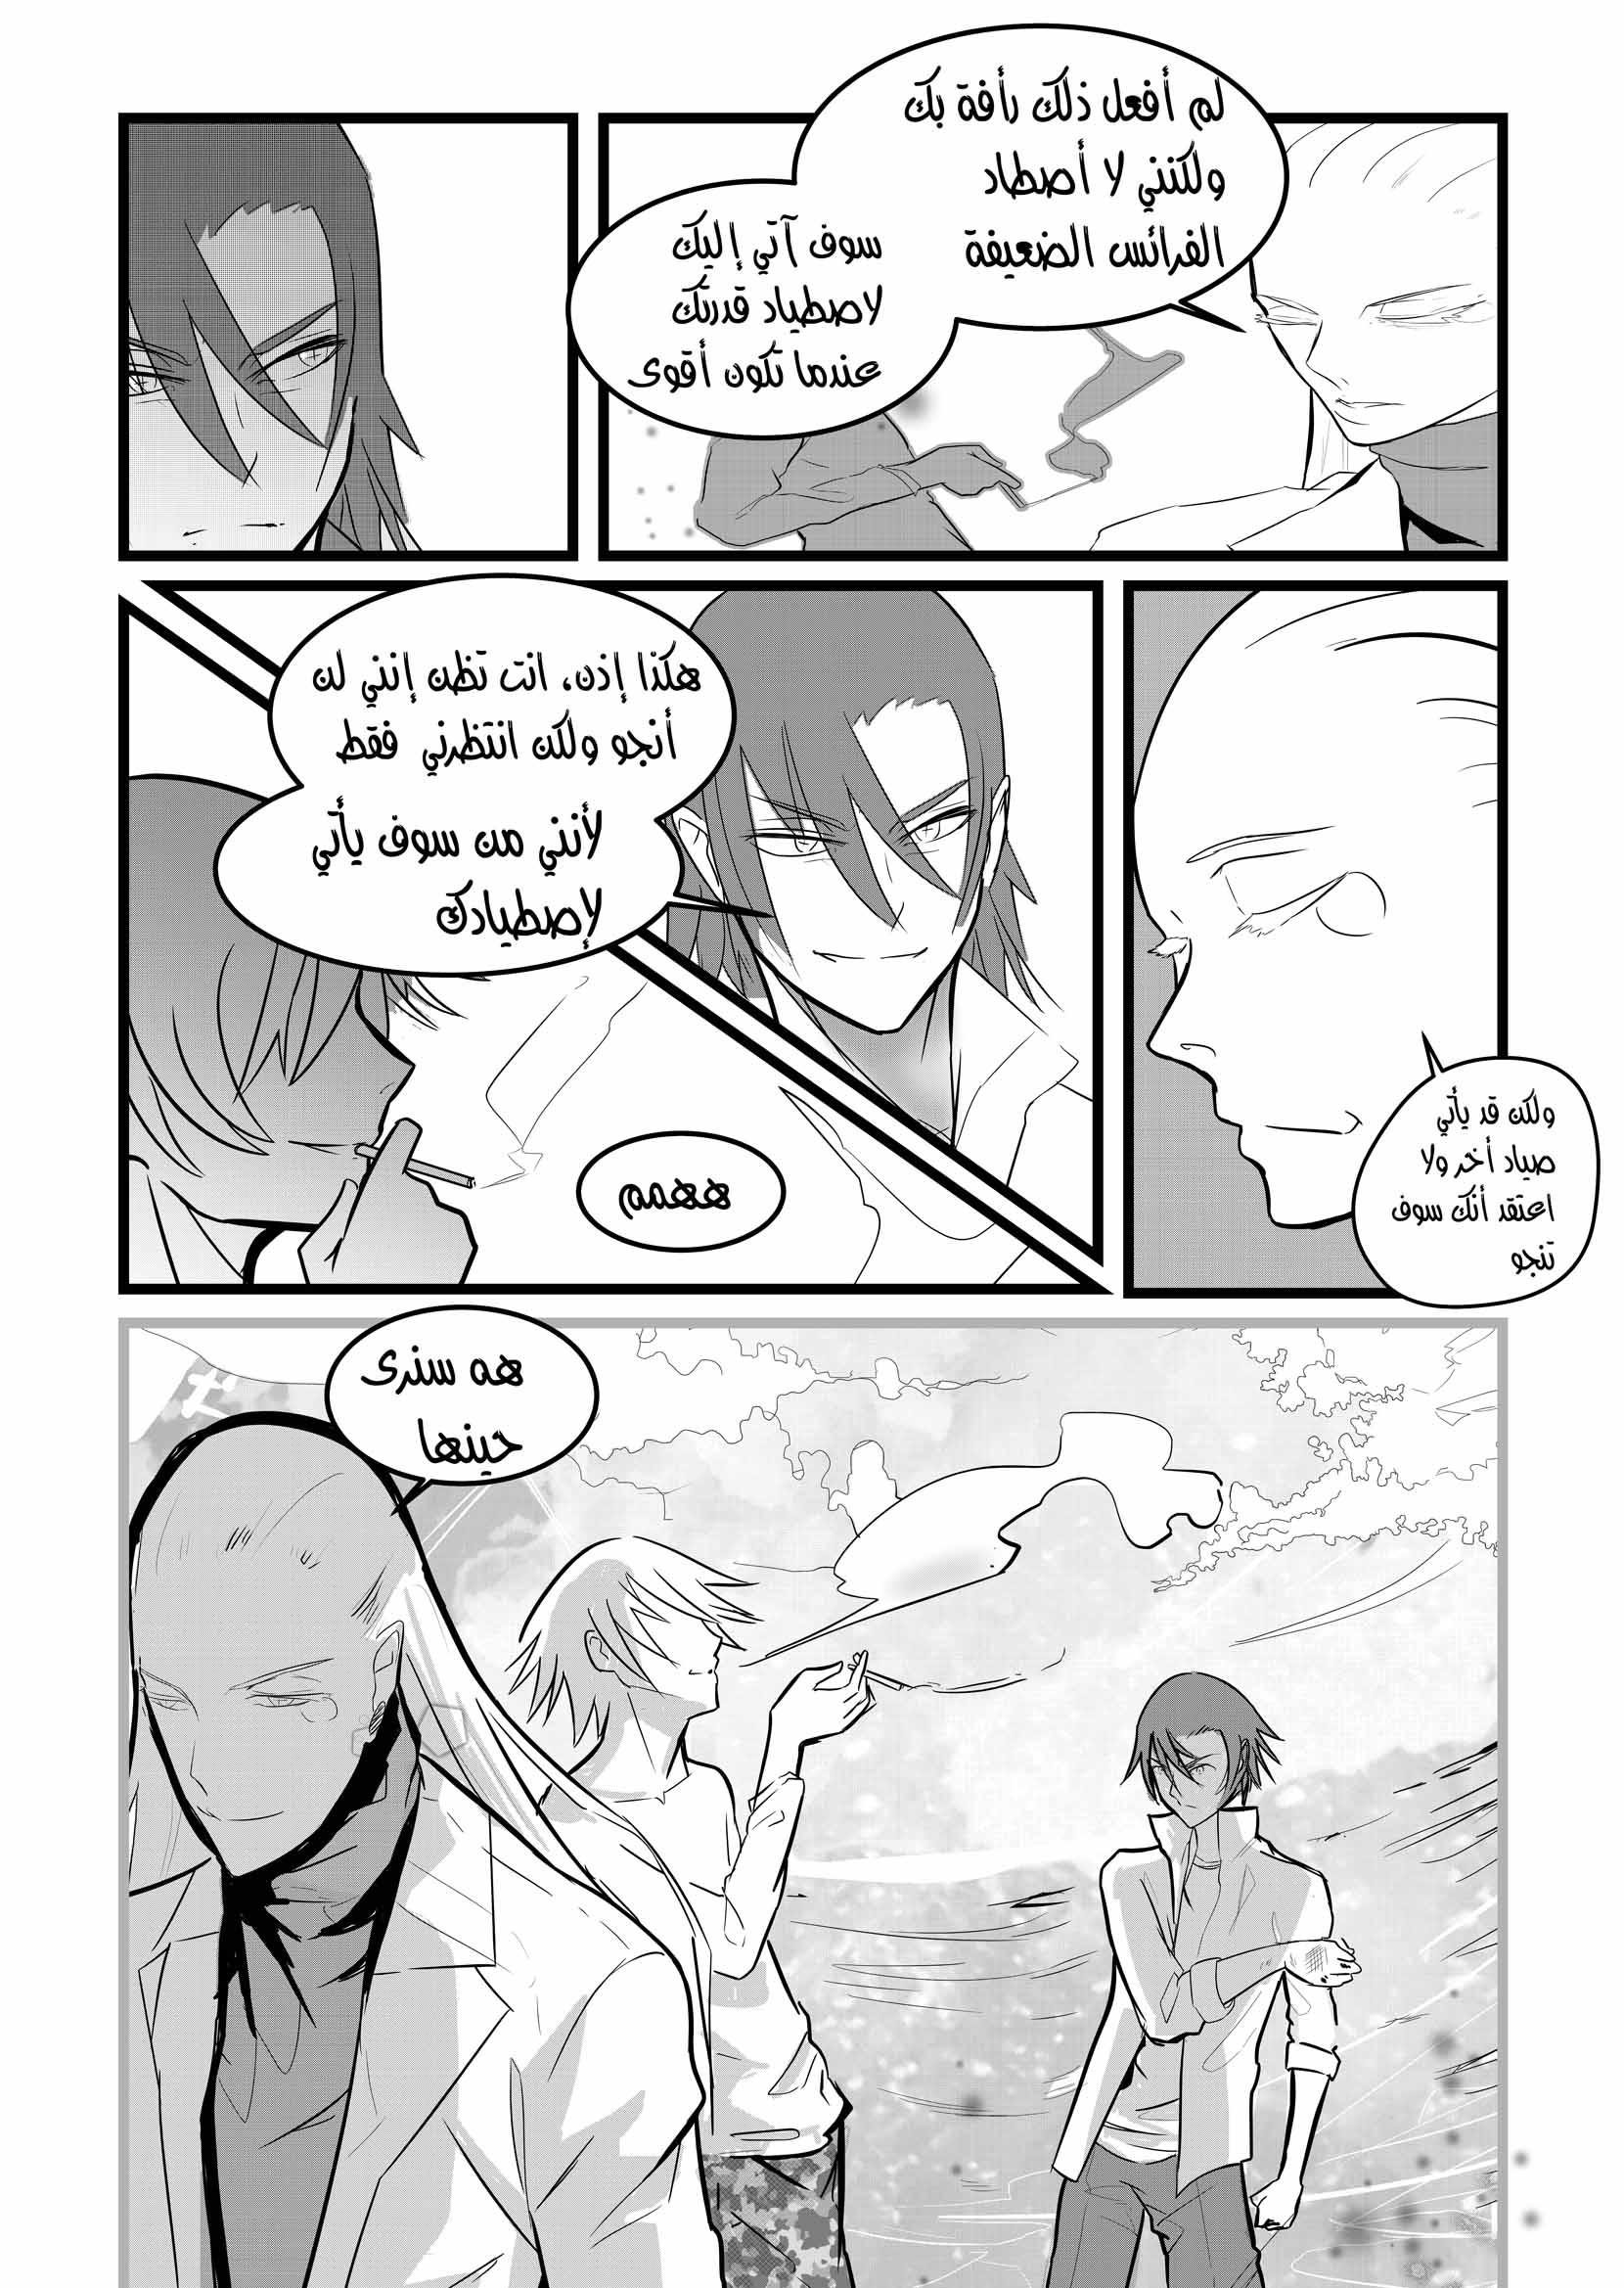 لم أفعل ذلك رأفة بك
ولكنني لا أصطاد
الفرائس الضعيفة
سوف آتي إليك
لاصطياد قدرتك
عندما تكون أقوى
ولكن قد يأتي
صياد أخر ولا
اعتقد أنك سوف
تنجو
هكذا إذن، انت تظن إنني لن
أنجو ولكن انتظرني فقط
لأنني من سوف يأتي
لإصطيادك
ههمم
هه سنرى
حينها